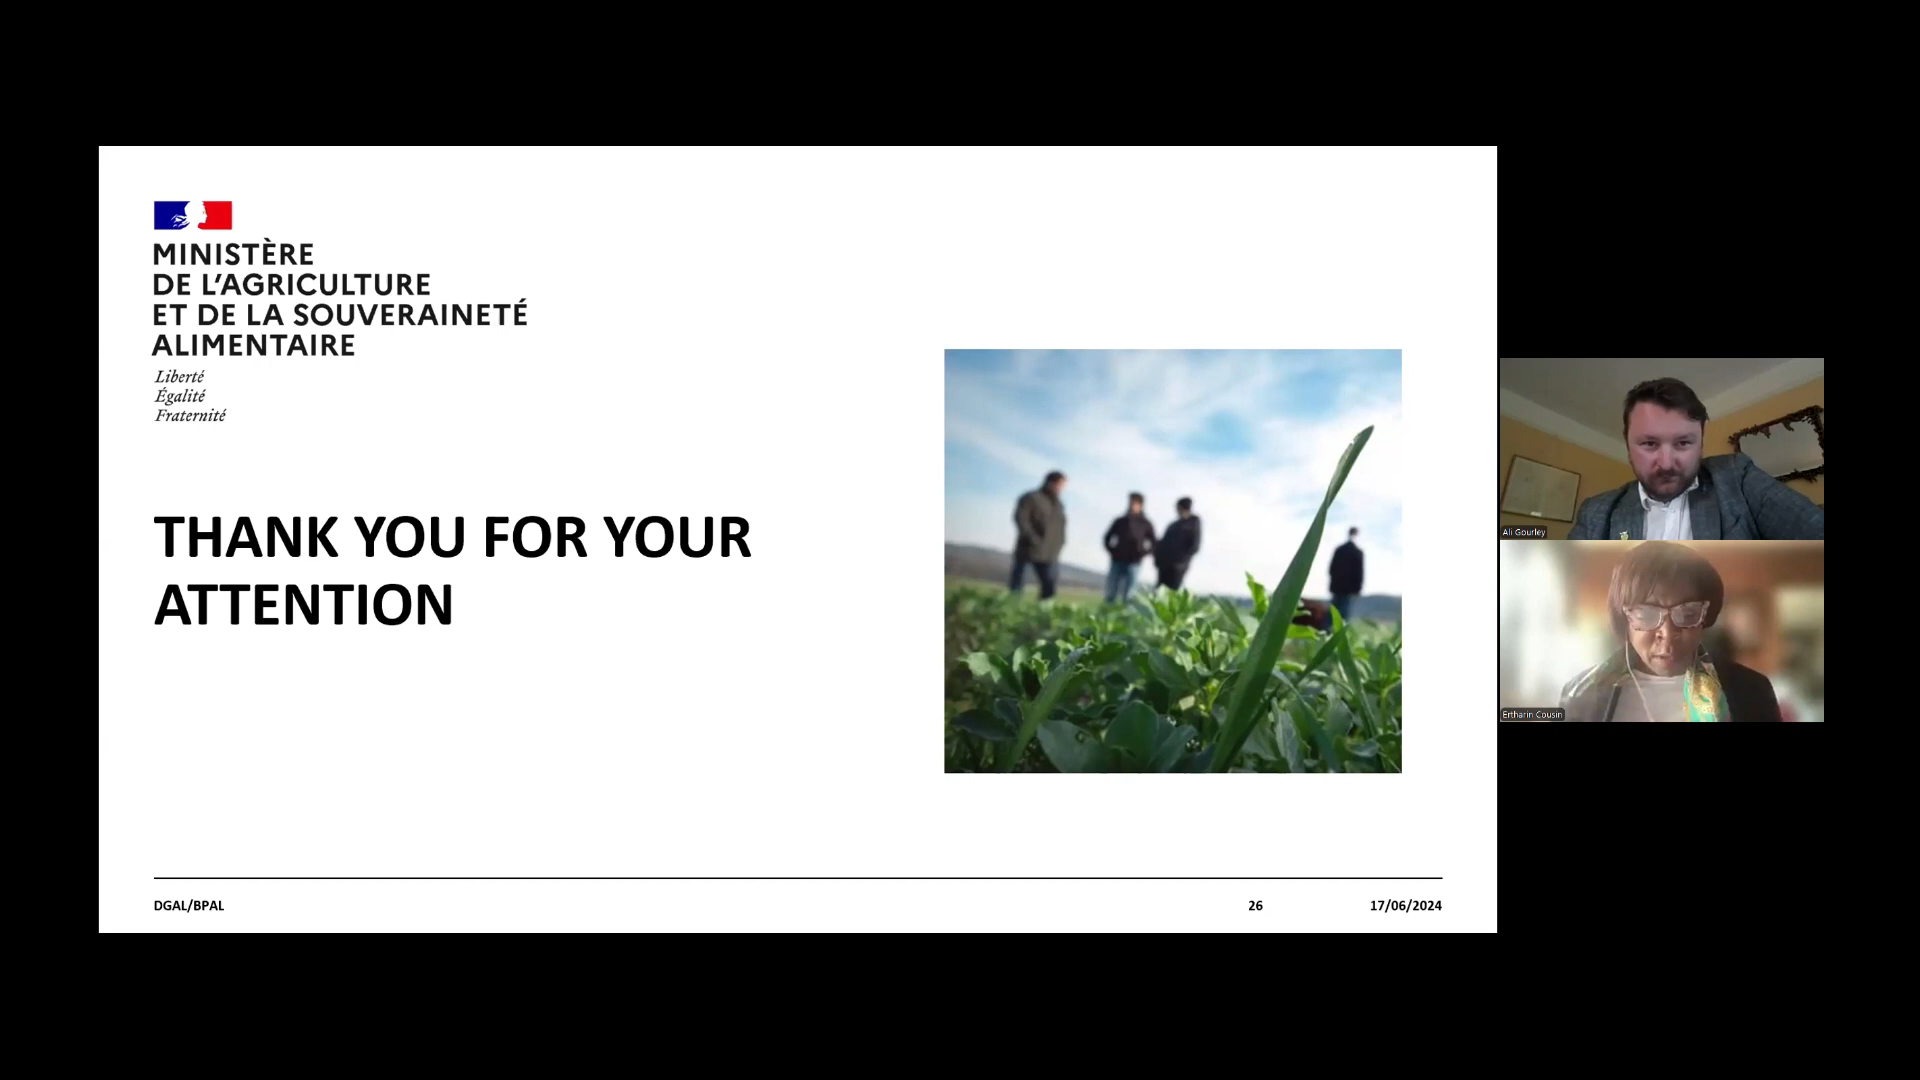 MINISTÈRE
DE L'AGRICULTURE
ET DE LA SOUVERAINETÉ
ALIMENTAIRE
Liberté
Égalité
Fraternité
THANK YOU FOR YOUR
ATTENTION
DGAL/BPAL
26
17/06/2024
Ali Gourley
Ertharin Cousin